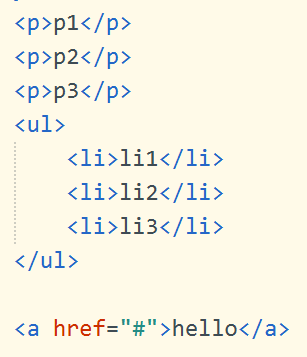 <p>p1</p>
<p>p2</p>
<p>p3</p>
<ul>
    <li>li1</li>
    <li>li2</li>
    <li>li3</li>
</ul>

<a href="#">hello</a>